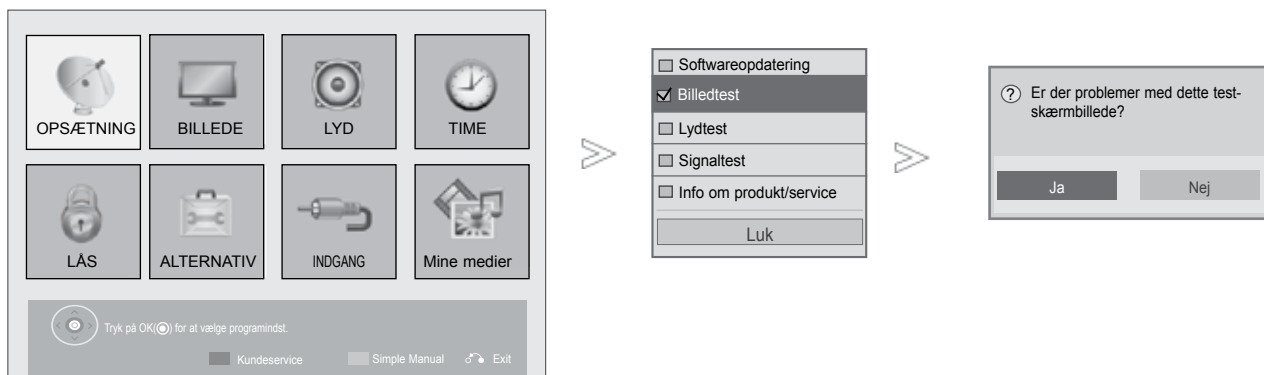 OPSÆTNING
BILLEDE
LYD
TIME
LÅS
ALTERNATIV
INDGANG
Mine medier
Tryk på OK(◉) for at vælge programindst.
Kundeservice
Simple Manual
Exit
Softwareopdatering
Billedtest
Lydtest
Signaltest
Info om produkt/service
Luk
? Er der problemer med dette test-
skærmbillede?
Ja
Nej